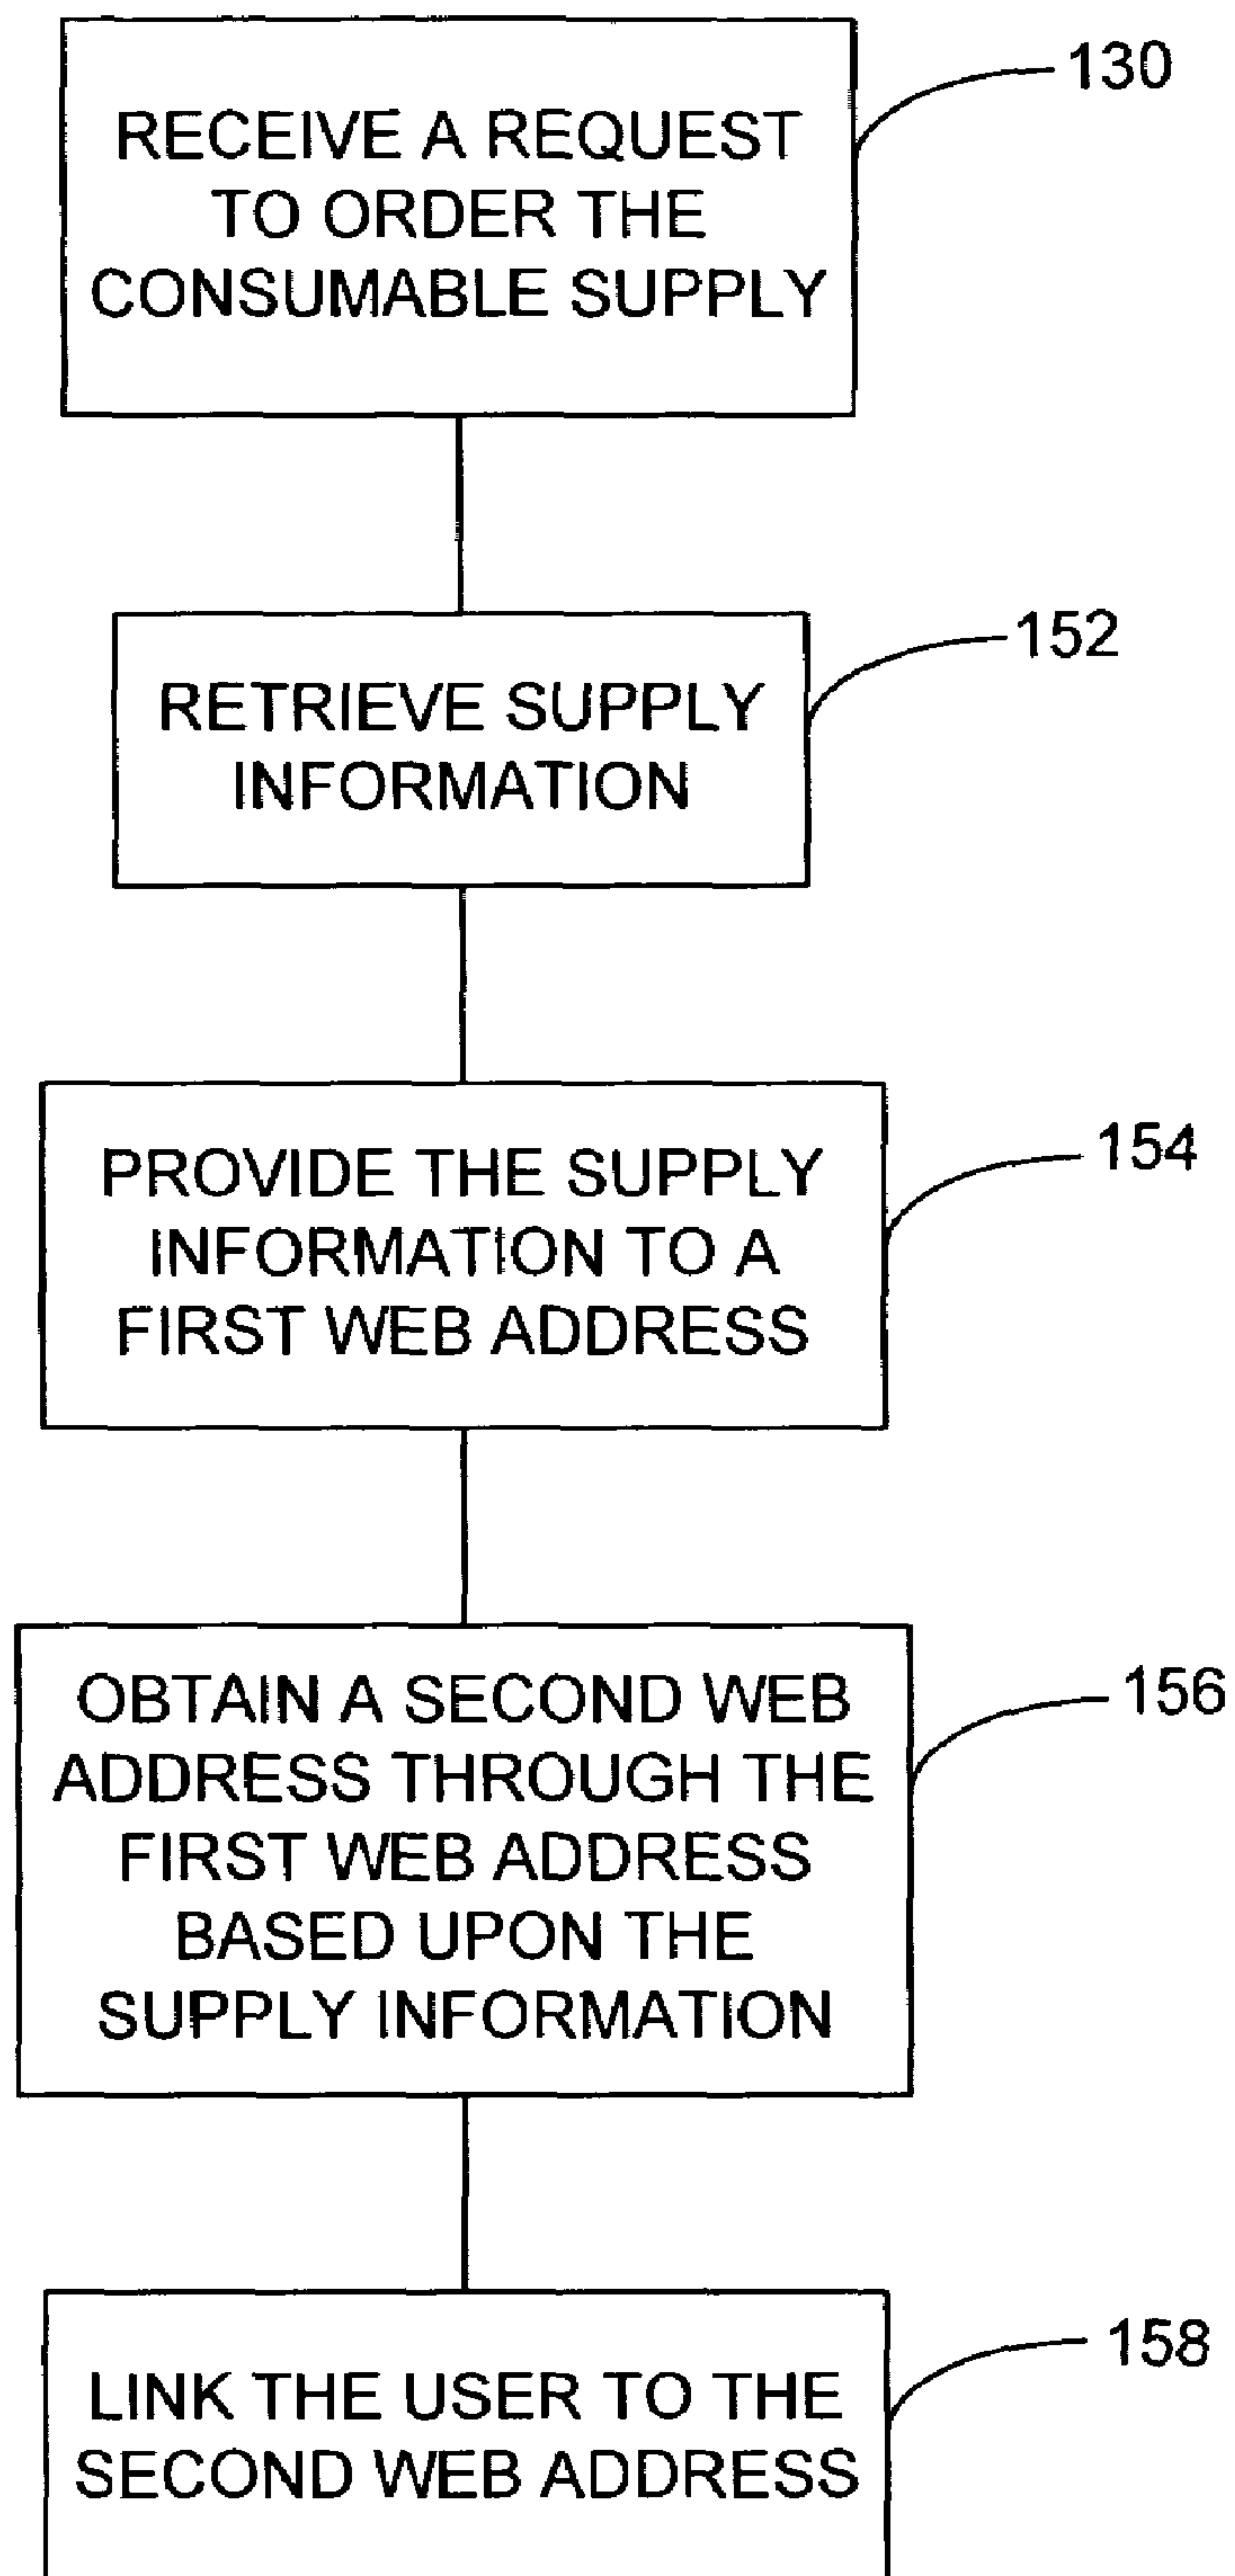 130
RECEIVE A REQUEST
TO ORDER THE
CONSUMABLE SUPPLY
152
RETRIEVE SUPPLY
INFORMATION
154
PROVIDE THE SUPPLY
INFORMATION TO A
FIRST WEB ADDRESS
156
OBTAIN A SECOND WEB
ADDRESS THROUGH THE
FIRST WEB ADDRESS
BASED UPON THE
SUPPLY INFORMATION
158
LINK THE USER TO THE
SECOND WEB ADDRESS